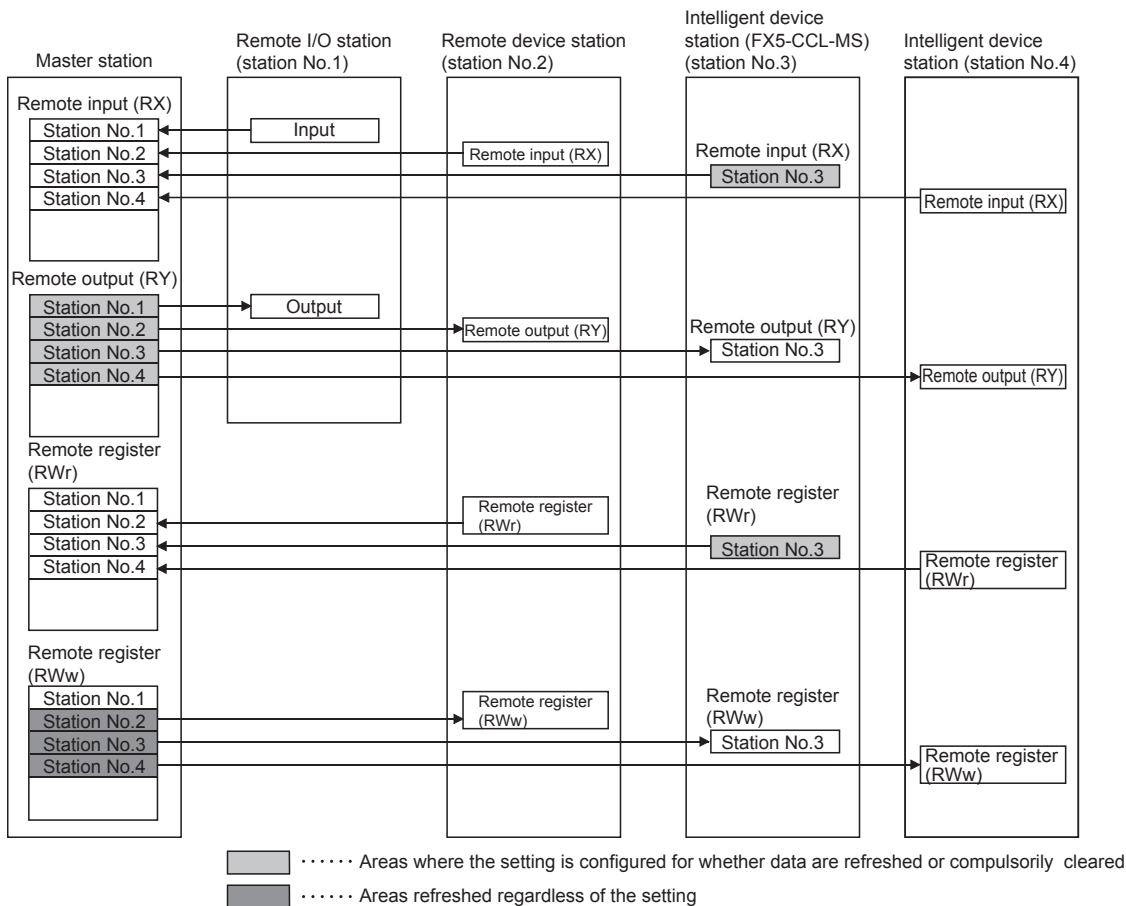 Master station
Remote I/O station
(station No.1)
Remote device station
(station No.2)
Intelligent device
station (FX5-CCL-MS)
(station No.3)
Intelligent device
station (station No.4)
Remote input (RX)
Station No.1
Station No.2
Station No.3
Station No.4
Input
Remote input (RX)
Remote input (RX)
Station No.3
Remote input (RX)
Remote output (RY)
Station No.1
Station No.2
Station No.3
Station No.4
Output
Remote output (RY)
Remote output (RY)
Station No.3
Remote output (RY)
Remote register
(RWr)
Station No.1
Station No.2
Station No.3
Station No.4
Remote register
(RWr)
Remote register
(RWr)
Station No.3
Remote register
(RWr)
Remote register
(RWw)
Station No.1
Station No.2
Station No.3
Station No.4
Remote register
(RWw)
Remote register
(RWw)
Station No.3
Remote register
(RWw)
······ Areas where the setting is configured for whether data are refreshed or compulsorily cleared
······ Areas refreshed regardless of the setting